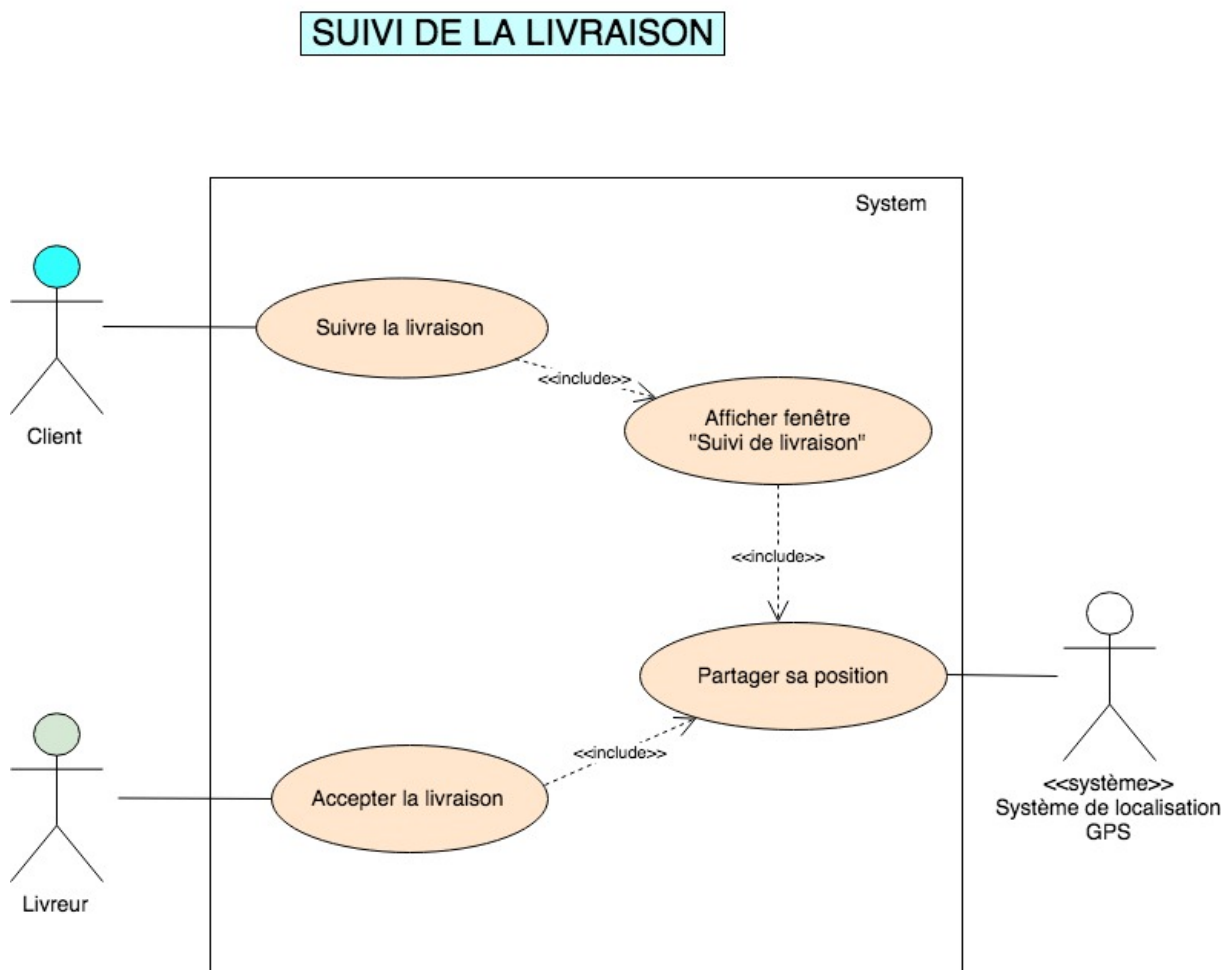 SUIVI DE LA LIVRAISON
System
Suivre la livraison
<<include>>
Afficher fenêtre
"Suivi de livraison"
Client
<<include>>
Partager sa position
<<include>>
Accepter la livraison
<<système>>
Système de localisation
GPS
Livreur